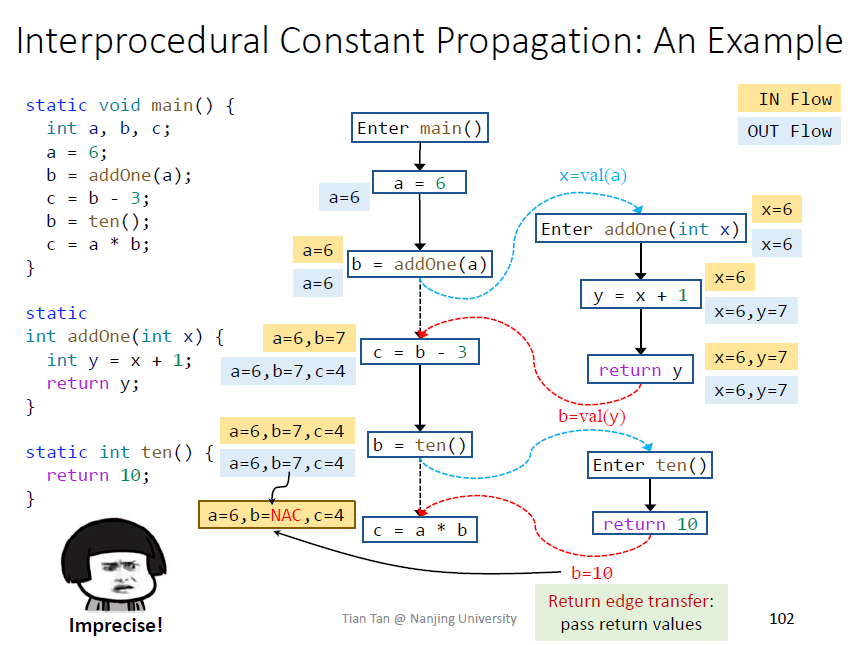 Interprocedural Constant Propagation: An Example
static void main() {
int a, b, c;
a = 6;
b = addOne(a);
c = b - 3;
b = ten();
c = a * b;
}
static
int addOne(int x) {
int y = x + 1;
return y;
}
static int ten() {
return 10;
}
Imprecise!
Enter main()
a = 6
a=6
a=6
a=6
b = addOne(a)
a=6,b=7
a=6,b=7,c=4
c = b - 3
a=6,b=7,c=4
a=6,b=7,c=4
b = ten()
a=6,b=NAC,c=4
c = a * b
IN Flow
OUT Flow
x=val(a)
Enter addOne(int x)
x=6
x=6
y = x + 1
x=6
x=6,y=7
return y
x=6,y=7
x=6,y=7
b=val(y)
Enter ten()
return 10
b=10
Return edge transfer:
pass return values
Tian Tan @ Nanjing University
102